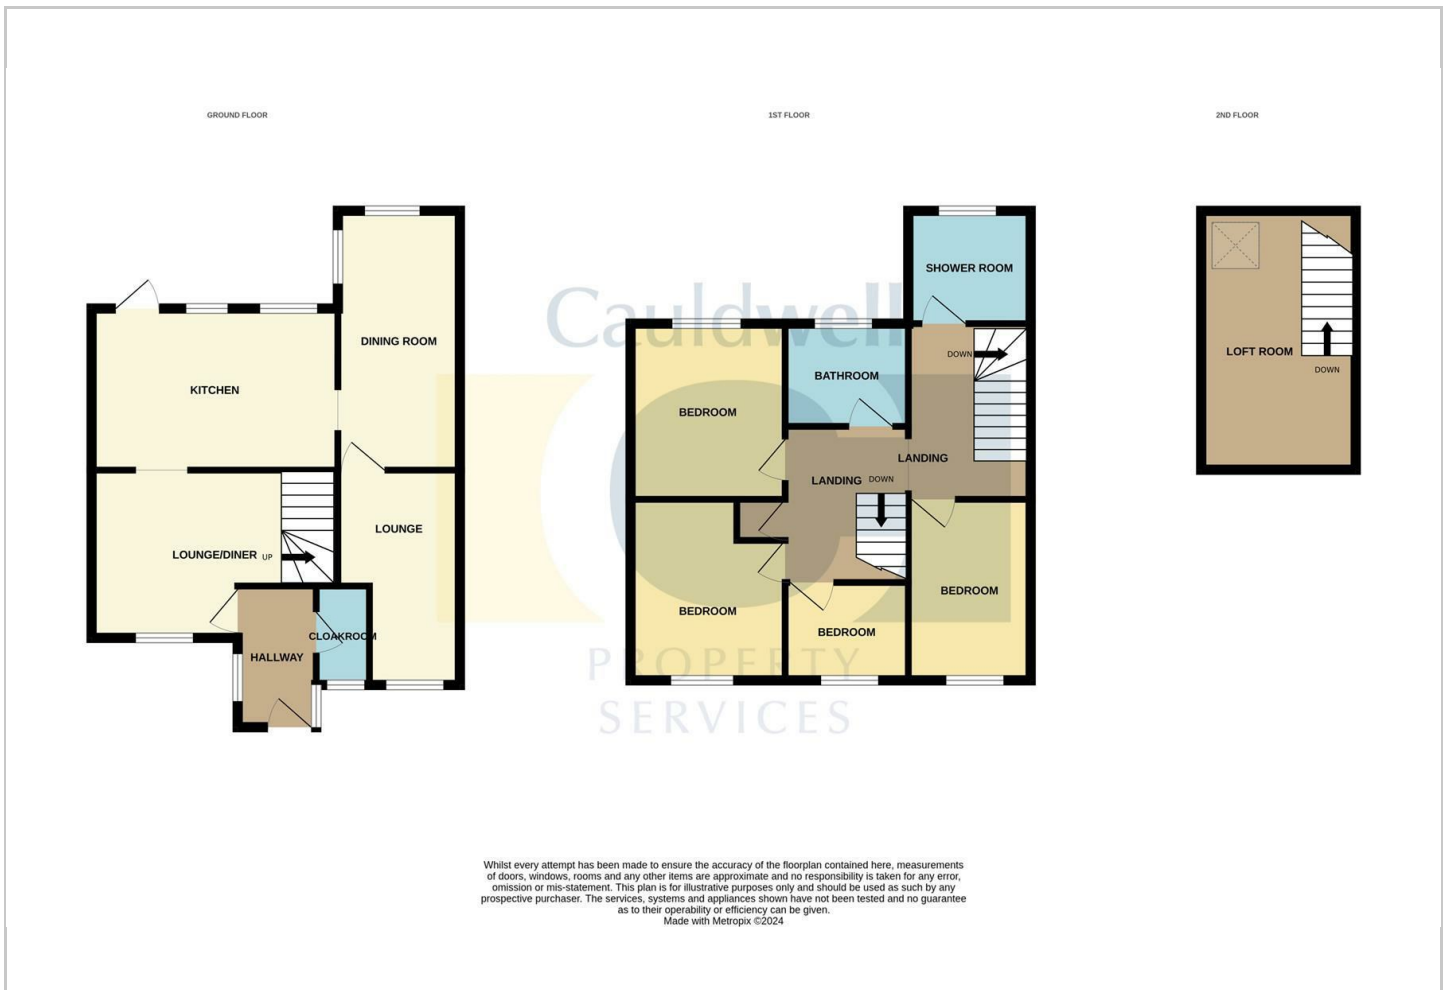 GROUND FLOOR
1ST FLOOR
2ND FLOOR
DINING ROOM
KITCHEN
LOUNGE
LOUNGE/DINER
UP
CLOAKROOM
HALLWAY
SHOWER ROOM
DOWN
BATHROOM
BEDROOM
LANDING
LANDING
DOWN
BEDROOM
BEDROOM
BEDROOM
LOFT ROOM
DOWN
Cauldwell
PROPERTY
SERVICES
Whilst every attempt has been made to ensure the accuracy of the floorplan contained here, measurements
of doors, windows, rooms and any other items are approximate and no responsibility is taken for any error,
omission or mis-statement. This plan is for illustrative purposes only and should be used as such by any
prospective purchaser. The services, systems and appliances shown have not been tested and no guarantee
as to their operability or efficiency can be given.
Made with Metropix ©2024